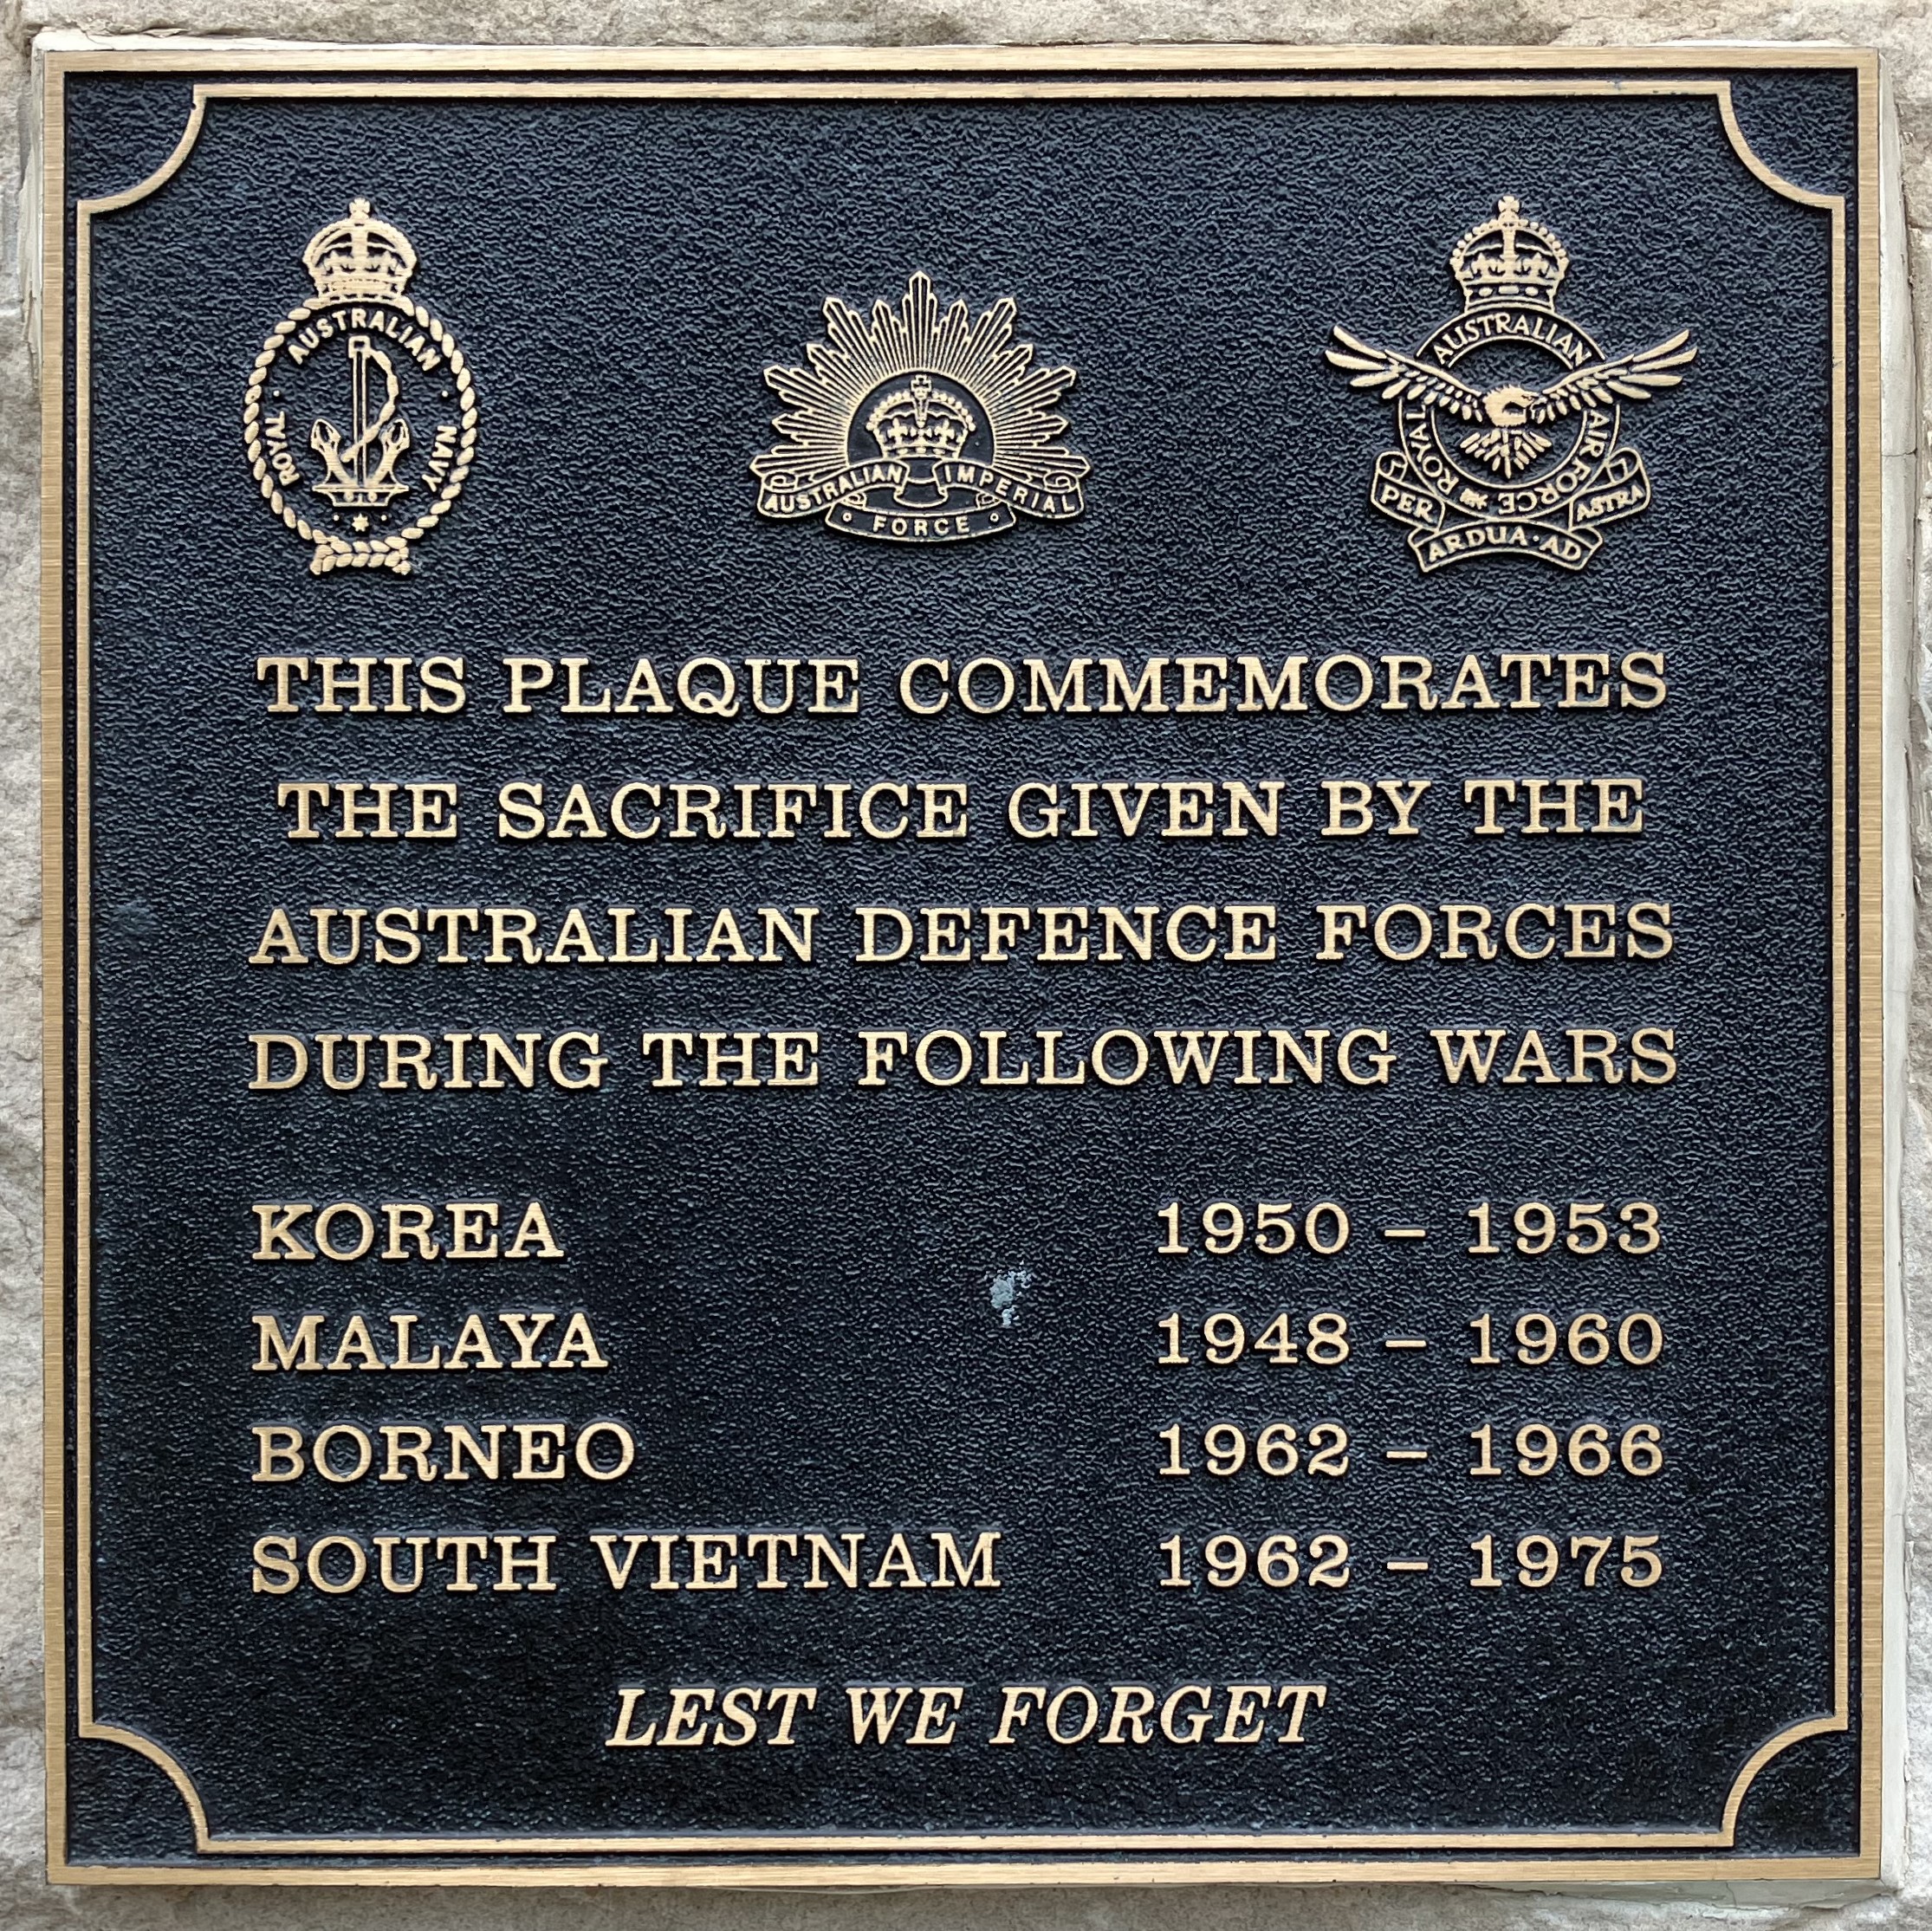 AUSTRALIAN
ROYAL NAVY
AUSTRALIAN IMPERIAL
FORCE
AUSTRALIAN
ROYAL AIR FORCE
PER ARDUA · AD ASTRA
THIS PLAQUE COMMEMORATES
THE SACRIFICE GIVEN BY THE
AUSTRALIAN DEFENCE FORCES
DURING THE FOLLOWING WARS
KOREA 1950 – 1953
MALAYA 1948 – 1960
BORNEO 1962 – 1966
SOUTH VIETNAM 1962 – 1975
LEST WE FORGET